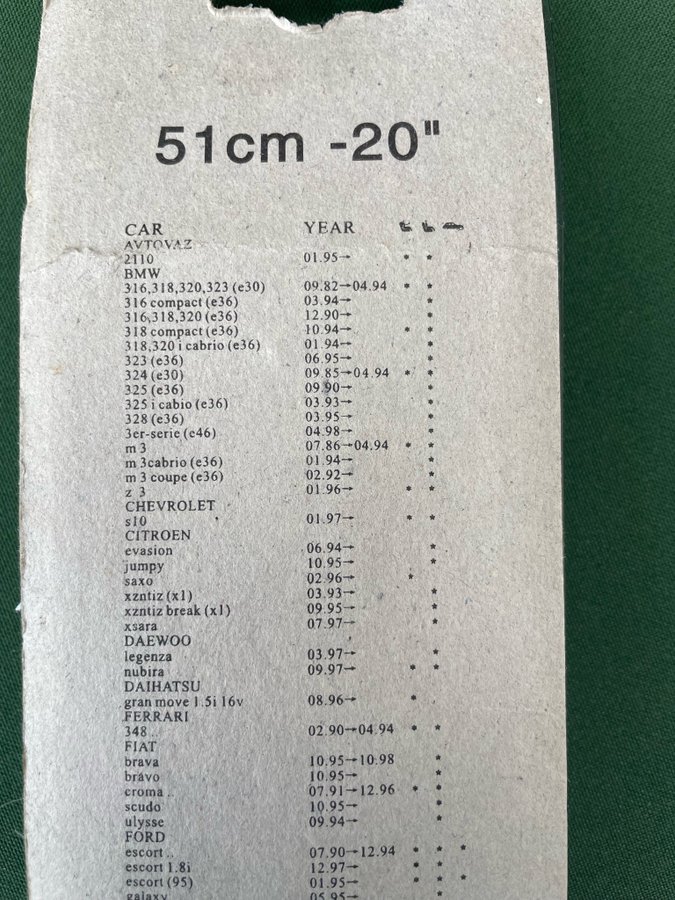 51cm -20"
CAR YEAR
AVTOVAZ
2110 01.95→ * *
BMW
316,318,320,323 (e30) 09.82→04.94 * *
316 compact (e36) 03.94→ *
316,318,320 (e36) 12.90→ *
318 compact (e36) 10.94→ * *
318,320 i cabrio (e36) 01.94→ *
323 (e36) 06.95→ *
324 (e30) 09.85→04.94 * *
325 (e36) 09.90→ *
325 i cabio (e36) 03.93→ *
328 (e36) 03.95→ *
3er-serie (e46) 04.98→ *
m 3 07.86→04.94 * *
m 3cabrio (e36) 01.94→ *
m 3 coupe (e36) 02.92→ *
z 3 01.96→ * *
CHEVROLET
s10 01.97→ * *
CITROEN
evasion 06.94→ *
jumpy 10.95→ *
saxo 02.96→ *
xzntiz (x1) 03.93→ *
xzntiz break (x1) 09.95→ *
xsara 07.97→ *
DAEWOO
legenza 03.97→ *
nubira 09.97→ * *
DAIHATSU
gran move 1.5i 16v 08.96→ *
FERRARI
348 .. 02.90→04.94 * *
FIAT
brava 10.95→10.98 *
bravo 10.95→ *
croma .. 07.91→12.96 * *
scudo 10.95→ *
ulysse 09.94→ *
FORD
escort .. 07.90→12.94 * * *
escort 1.8i 12.97→ * *
escort (95) 01.95→ * * *
galaxy 05.95→ *